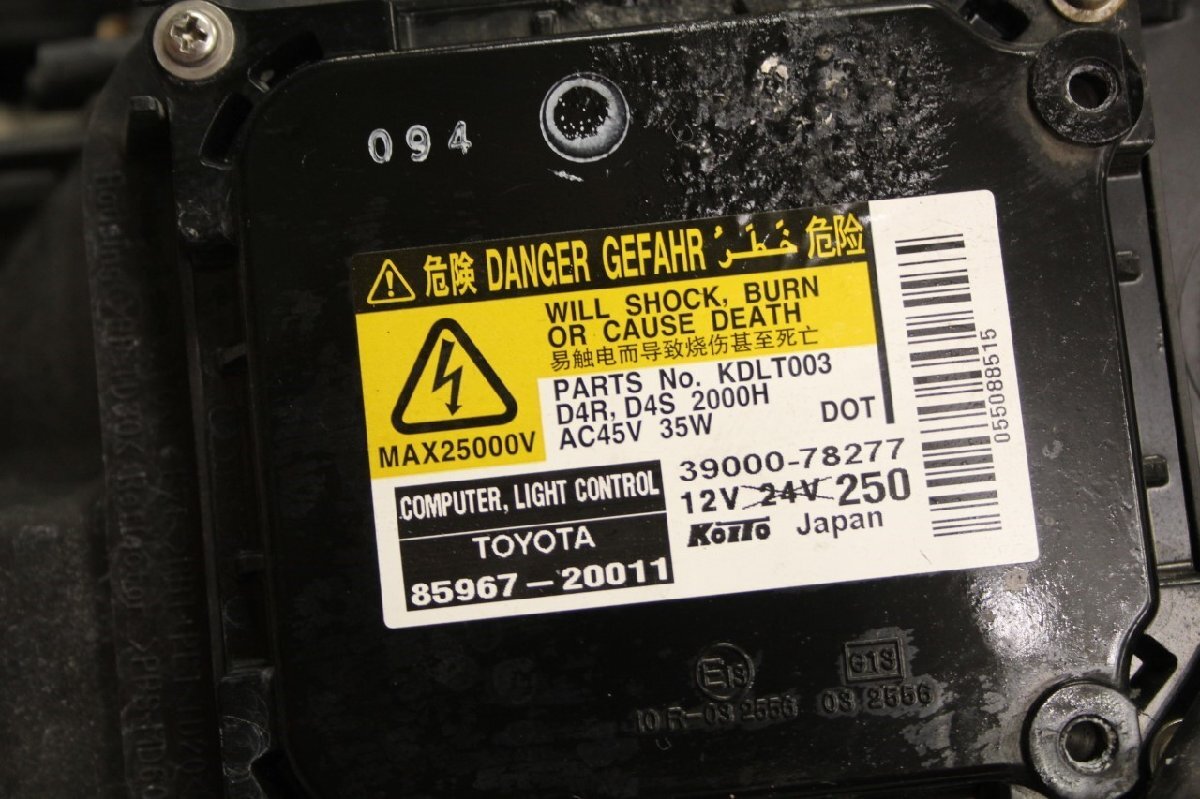 094
危険 DANGER GEFAHR خَطَرُ 危险
WILL SHOCK, BURN
OR CAUSE DEATH
易触电而导致烧伤甚至死亡
MAX25000V
PARTS No. KDLT003
D4R, D4S 2000H
AC45V 35W
DOT
39000-78277
12V 24V 250
KOITO Japan
COMPUTER, LIGHT CONTROL
TOYOTA
85967-20011
055088515
10 R-03 2556 03 2556